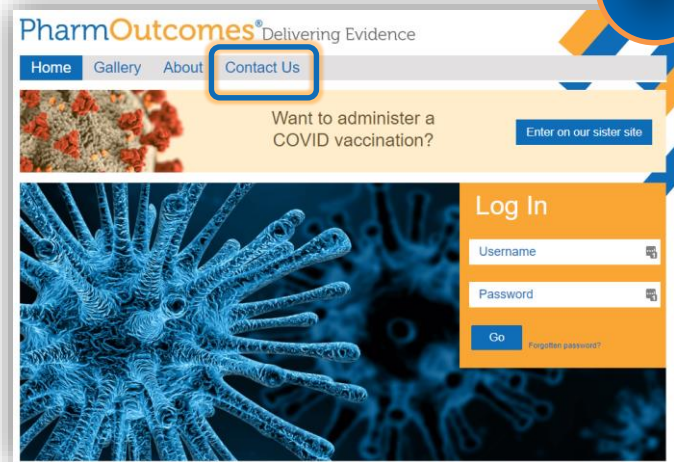 PharmOutcomes® Delivering Evidence
Home Gallery About Contact Us
Want to administer a
COVID vaccination?
Enter on our sister site
Log In
Username
Password
Go Forgotten password?